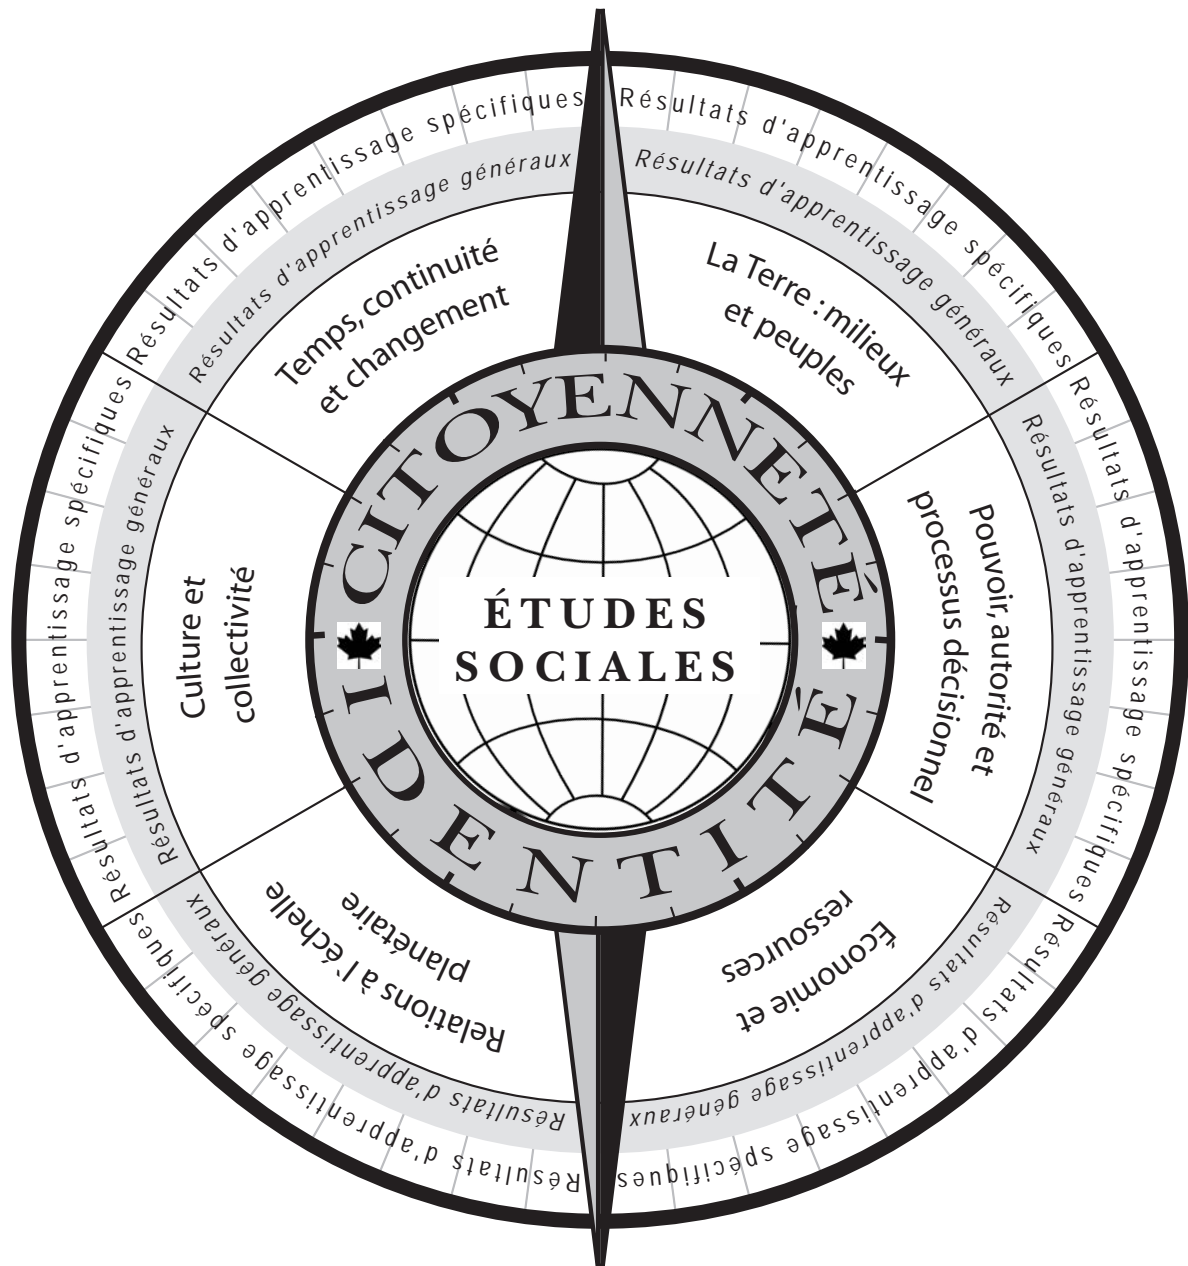 Résultats d'apprentissage spécifiques
Résultats d'apprentissage généraux
La Terre : milieux
et peuples
Résultats d'apprentissage spécifiques
Résultats d'apprentissage généraux
Pouvoir, autorité et
processus décisionnel
Résultats d'apprentissage spécifiques
Résultats d'apprentissage généraux
Économie et
ressources
Résultats d'apprentissage spécifiques
Résultats d'apprentissage généraux
Relations à l'échelle
planétaire
Résultats d'apprentissage spécifiques
Résultats d'apprentissage généraux
Culture et
collectivité
Résultats d'apprentissage spécifiques
Résultats d'apprentissage généraux
Temps, continuité
et changement
CITOYENNETÉ
IDENTITÉ
ÉTUDES
SOCIALES